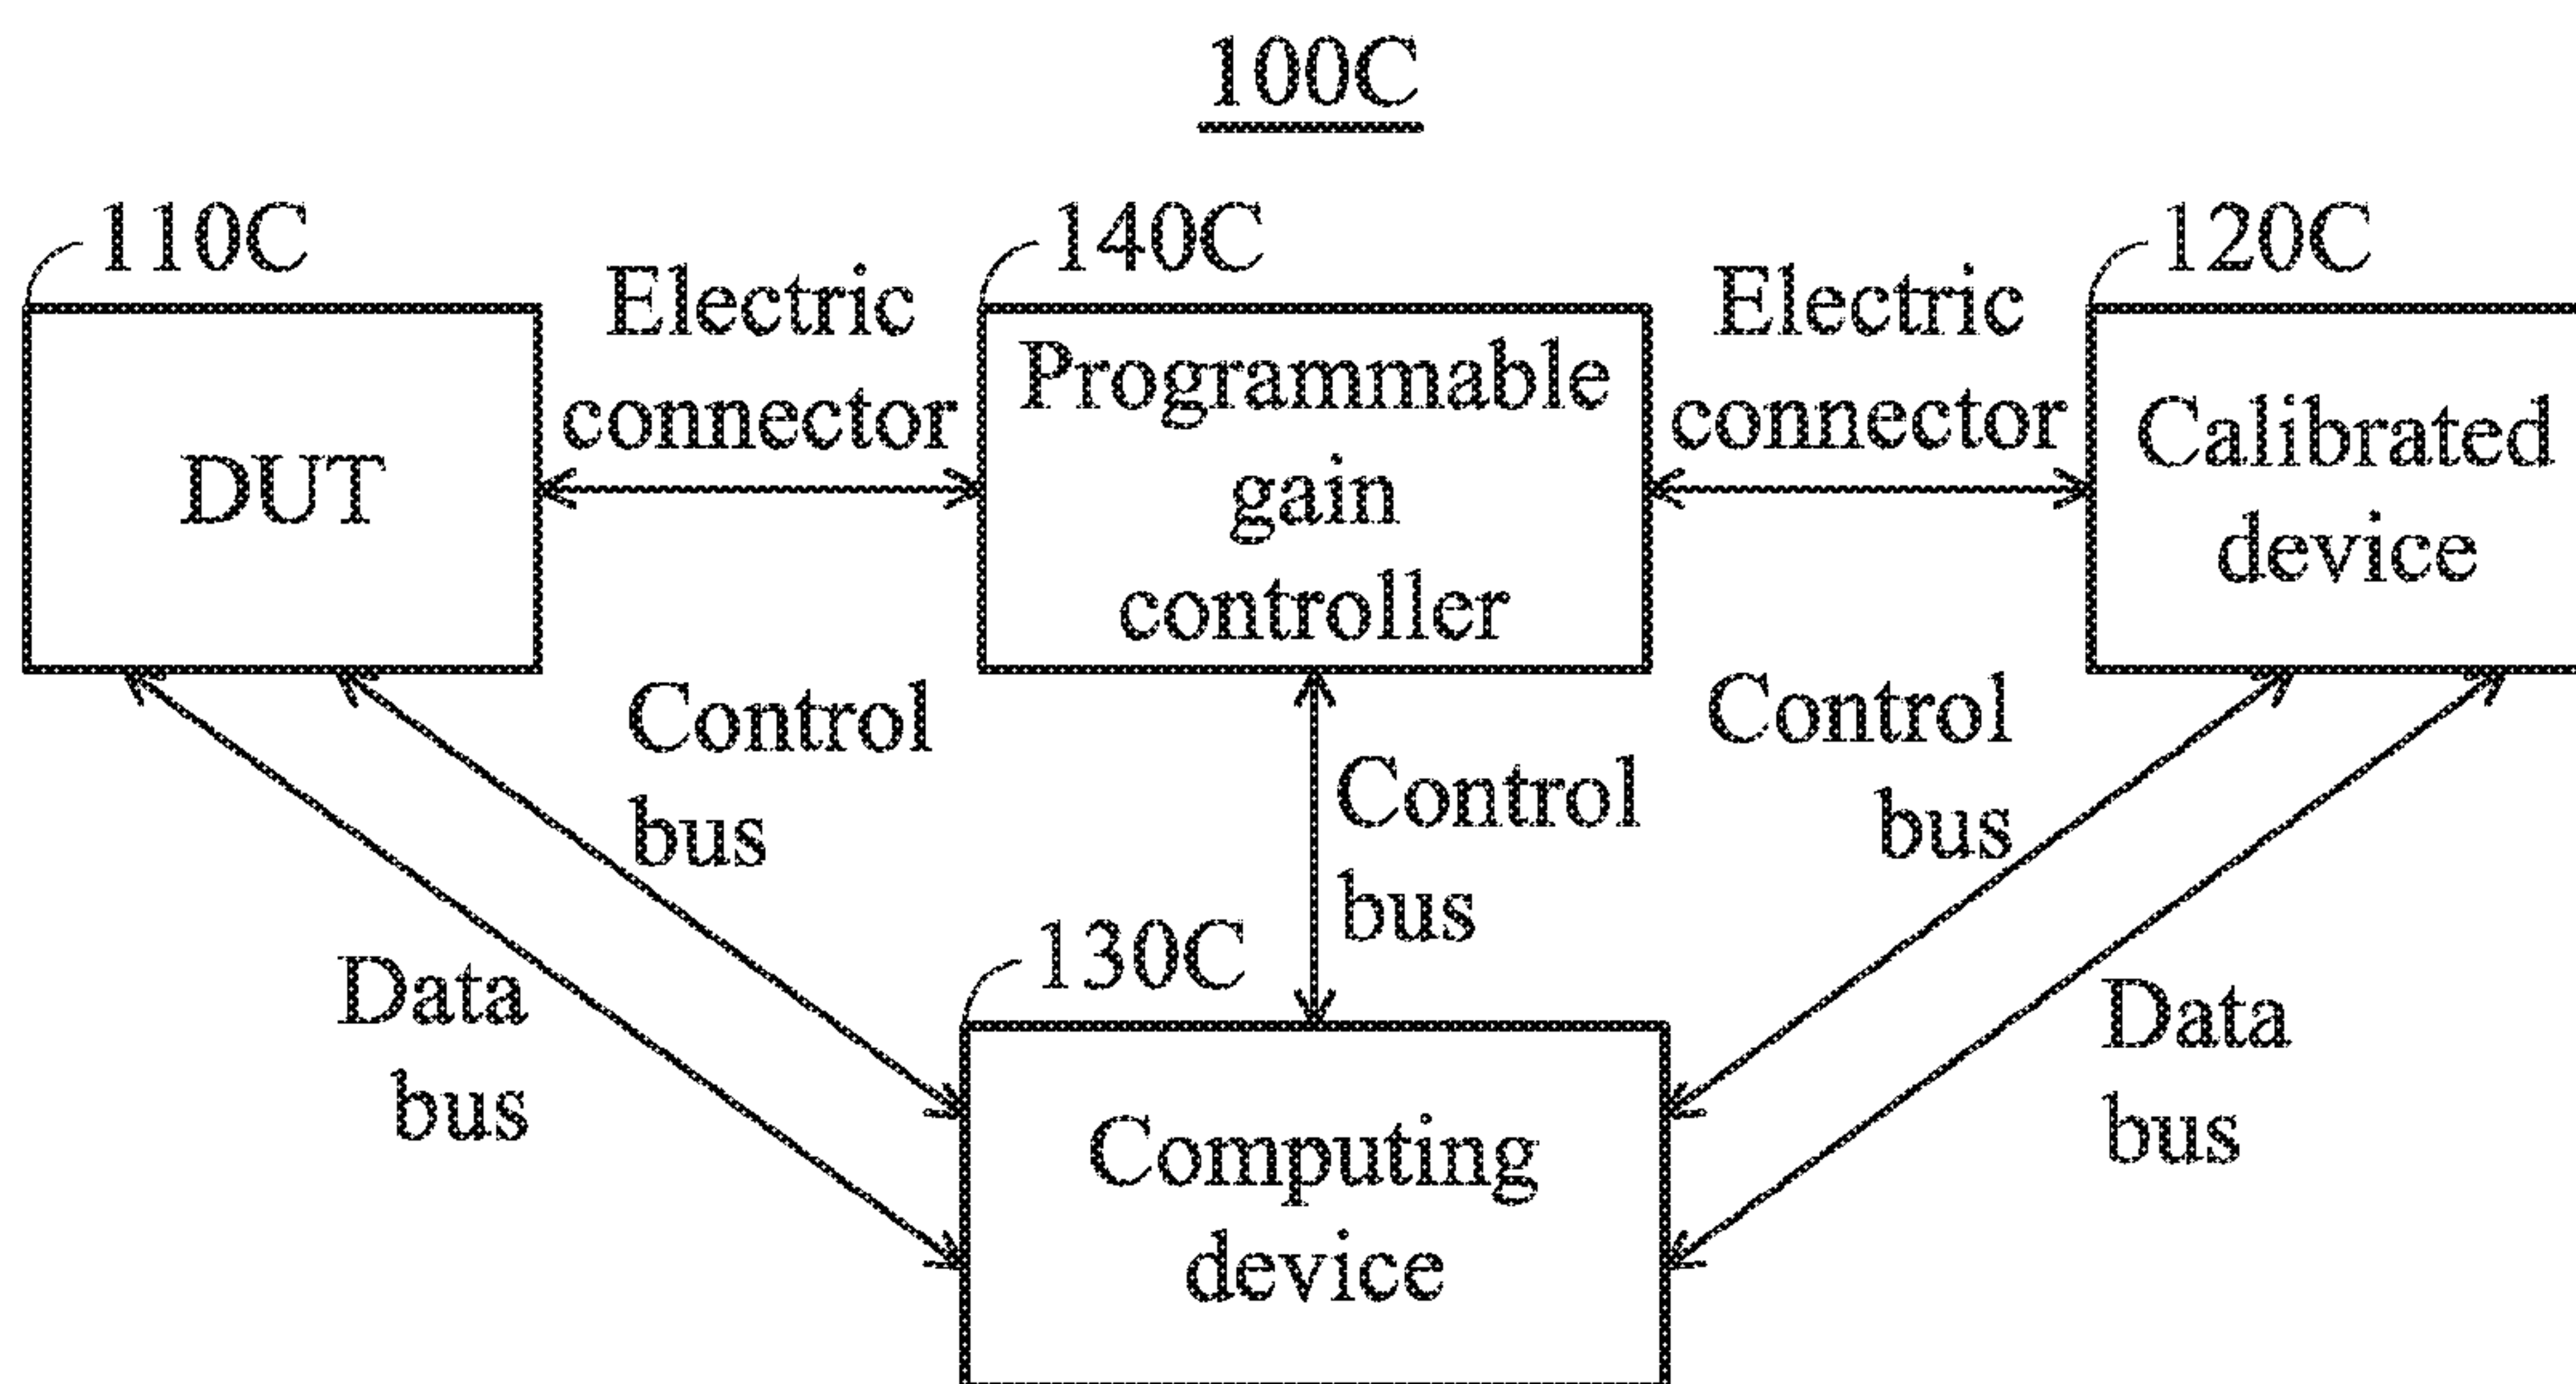 100C
110C
140C
120C
Electric
connector
Electric
connector
DUT
Programmable
gain
controller
Calibrated
device
Control
bus
Control
bus
Control
bus
Data
bus
130C
Data
bus
Computing
device